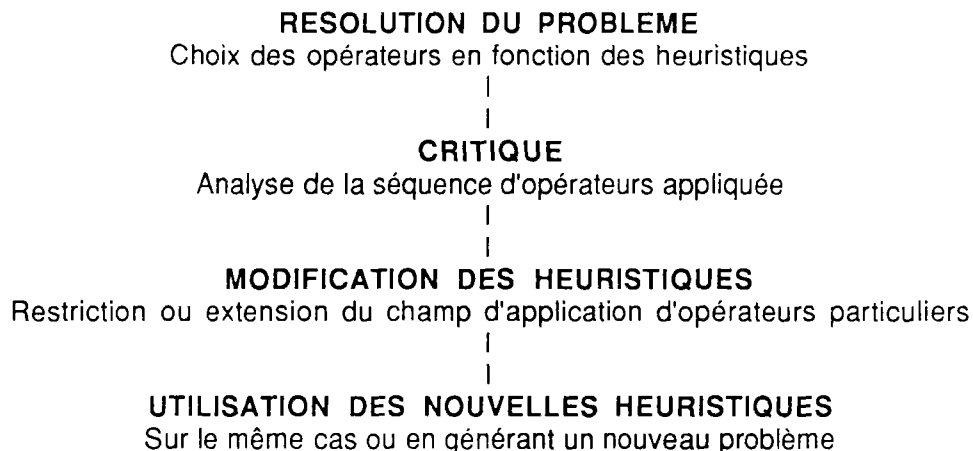 RESOLUTION DU PROBLEME
Choix des opérateurs en fonction des heuristiques
CRITIQUE
Analyse de la séquence d'opérateurs appliquée
MODIFICATION DES HEURISTIQUES
Restriction ou extension du champ d'application d'opérateurs particuliers
UTILISATION DES NOUVELLES HEURISTIQUES
Sur le même cas ou en générant un nouveau problème